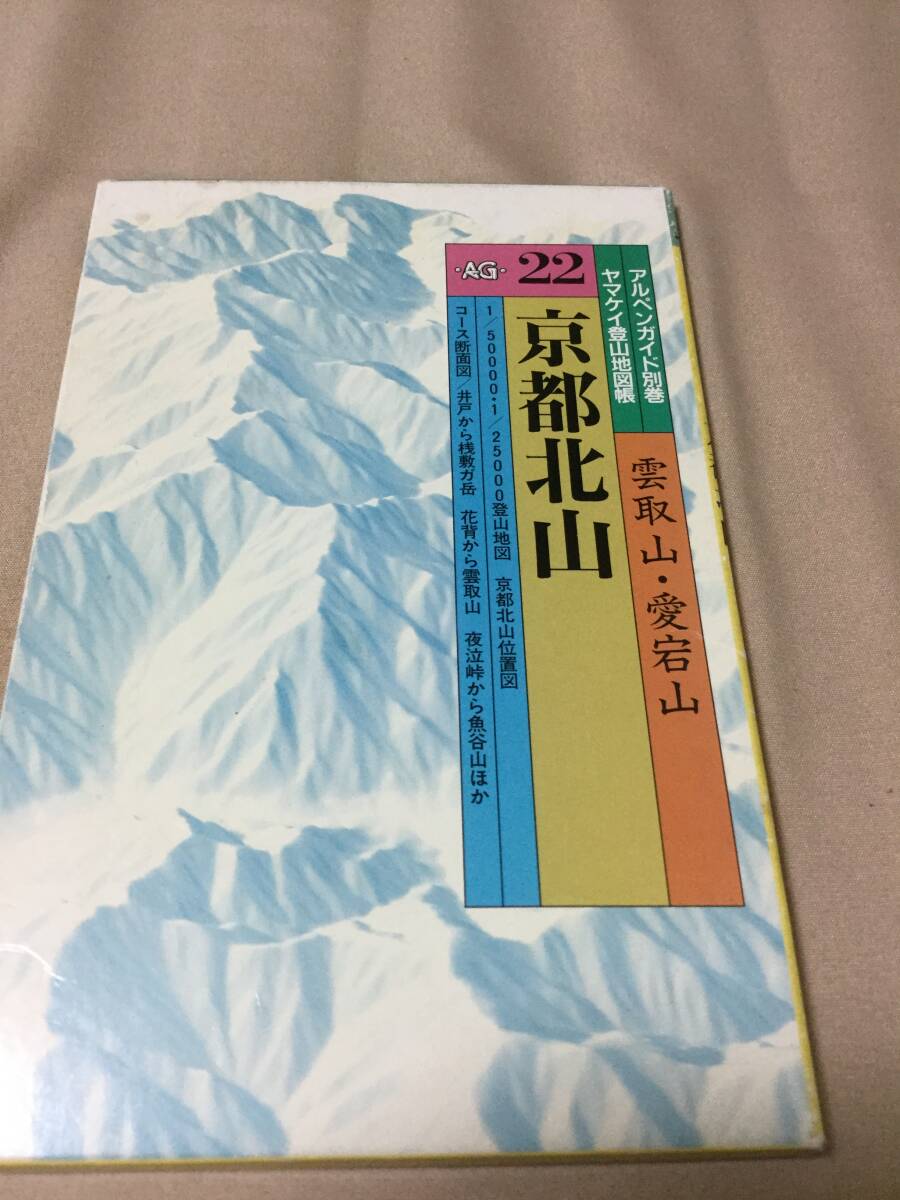 アルペンガイド別巻
ヤマケイ登山地図帳
雲取山・愛宕山
22
京都北山
・AG・
1/50000・1/25000登山地図 京都北山位置図
コース断面図/井戸から桟敷ガ岳 花背から雲取山 夜泣峠から魚谷山ほか